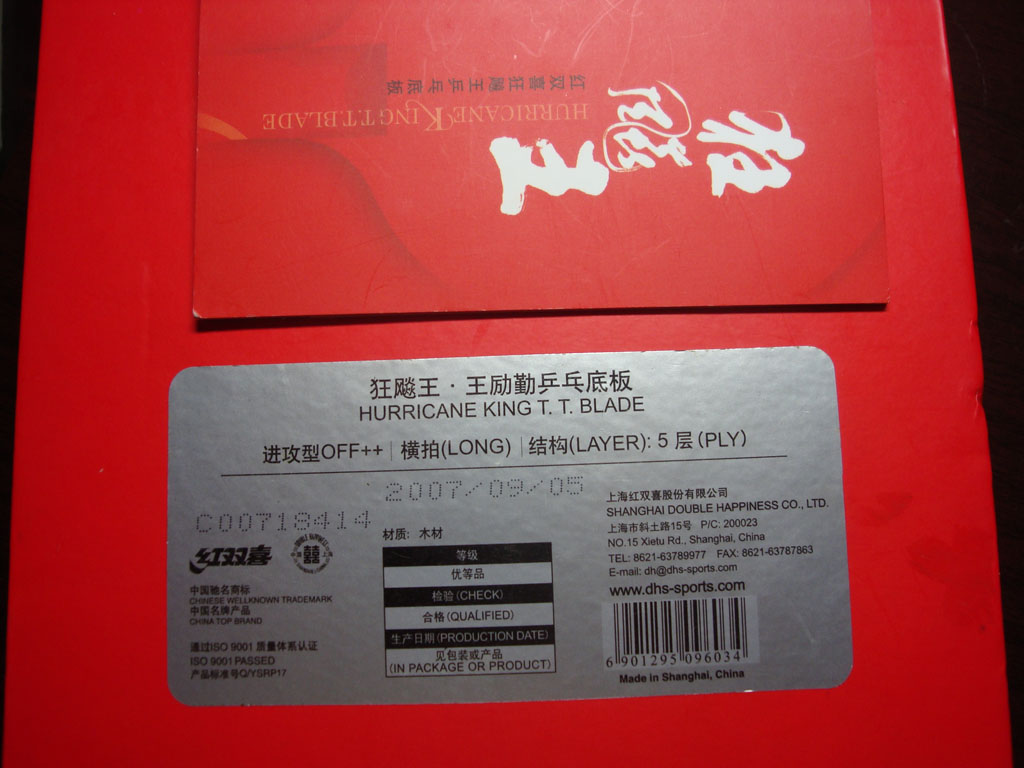 红双喜狂飚王乒乓底板
HURRICANE KING T.T.BLADE
狂飚王
狂飚王·王励勤乒乓底板
HURRICANE KING T. T. BLADE
进攻型OFF++ | 横拍(LONG) | 结构(LAYER): 5 层(PLY)
2007/09/05
C00718414
红双喜
中国驰名商标
CHINESE WELLKNOWN TRADEMARK
中国名牌产品
CHINA TOP BRAND
通过ISO 9001 质量体系认证
ISO 9001 PASSED
产品标准号Q/YSRP17
材质: 木材
等级
优等品
检验(CHECK)
合格(QUALIFIED)
生产日期(PRODUCTION DATE)
见包装或产品
(IN PACKAGE OR PRODUCT)
上海红双喜股份有限公司
SHANGHAI DOUBLE HAPPINESS CO., LTD.
上海市斜土路15号 P/C: 200023
NO.15 Xietu Rd., Shanghai, China
TEL: 8621-63789977 FAX: 8621-63787863
E-mail: dh@dhs-sports.com
www.dhs-sports.com
6 901295 096034
Made in Shanghai, China